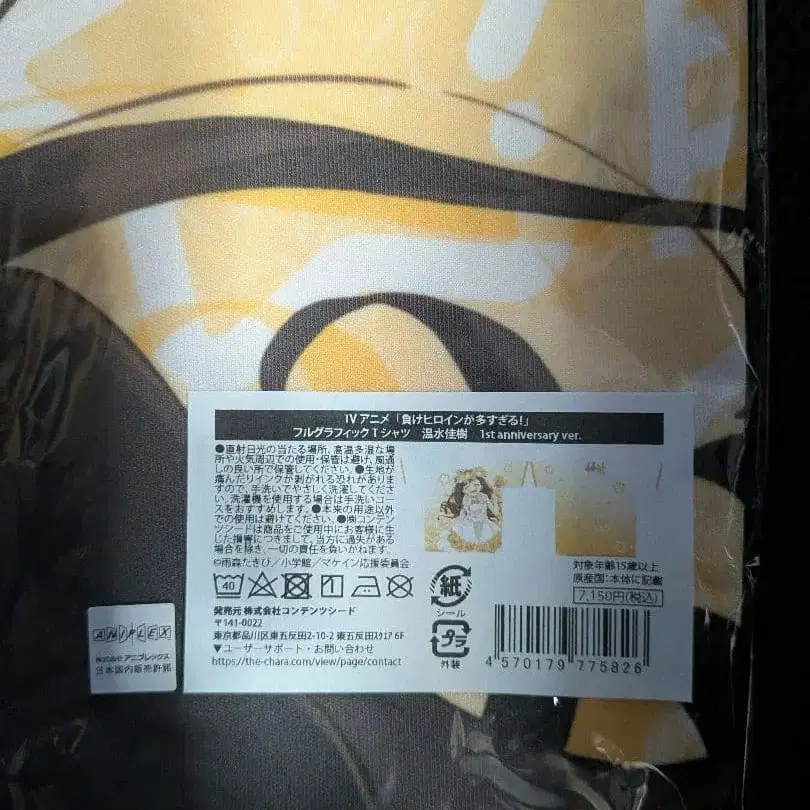 IV アニメ「負けヒロインが多すぎる!」
フルグラフィックTシャツ 温水佳樹 1st anniversary ver.
●直射日光の当たる場所、高温多湿な場
所や火気周辺での使用・保管は避け、風通
しの良い所で保管してください。●生地が
痛んだりインクが剥がれる恐れがありま
すので、手洗いでやさしく洗濯してくださ
い。洗濯機を使用する場合は手洗いコー
スをおすすめします。●本来の用途以外
での使用は避けてください。●㈱コンテン
ツシードは商品をご使用中にお客様に生
じた損害につきまして、当方に過失がある
場合を除き、一切の責任を負いかねます。
©雨森たきび／小学館／マケイン応援委員会
40
発売元 株式会社コンテンツシード
〒141-0022
東京都品川区東五反田2-10-2 東五反田ｽｸｴｱ 6F
▼ユーザーサポート・お問い合わせ
https://the-chara.com/view/page/contact
対象年齢15歳以上
原産国:本体に記載
7,150円(税込)
紙
シール
プラ
外装
4 570179 775826
ANIPLEX
株式会社アニプレックス
日本国内販売許諾